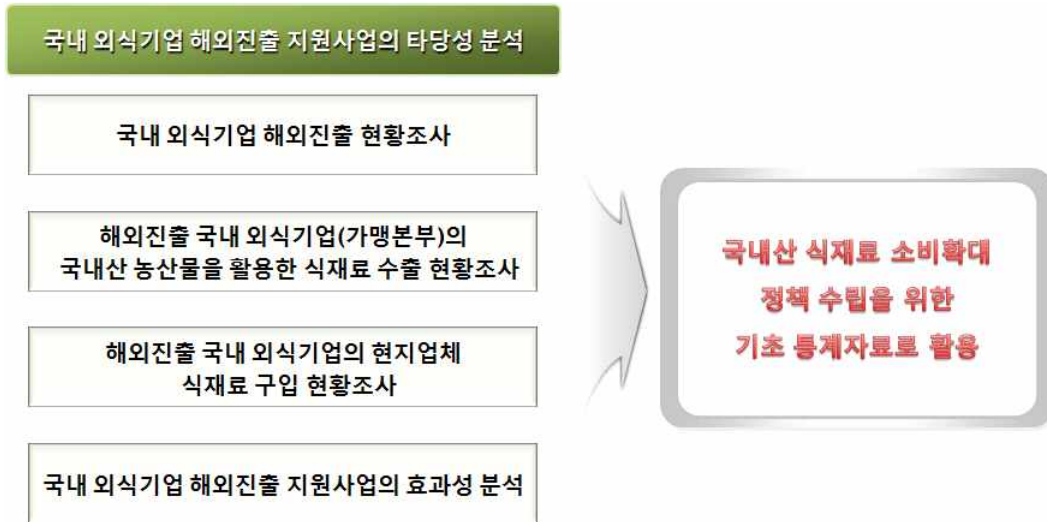 국내 외식기업 해외진출 지원사업의 타당성 분석
국내 외식기업 해외진출 현황조사
해외진출 국내 외식기업(가맹본부)의
국내산 농산물을 활용한 식재료 수출 현황조사
해외진출 국내 외식기업의 현지업체
식재료 구입 현황조사
국내 외식기업 해외진출 지원사업의 효과성 분석
국내산 식재료 소비확대
정책 수립을 위한
기초 통계자료로 활용